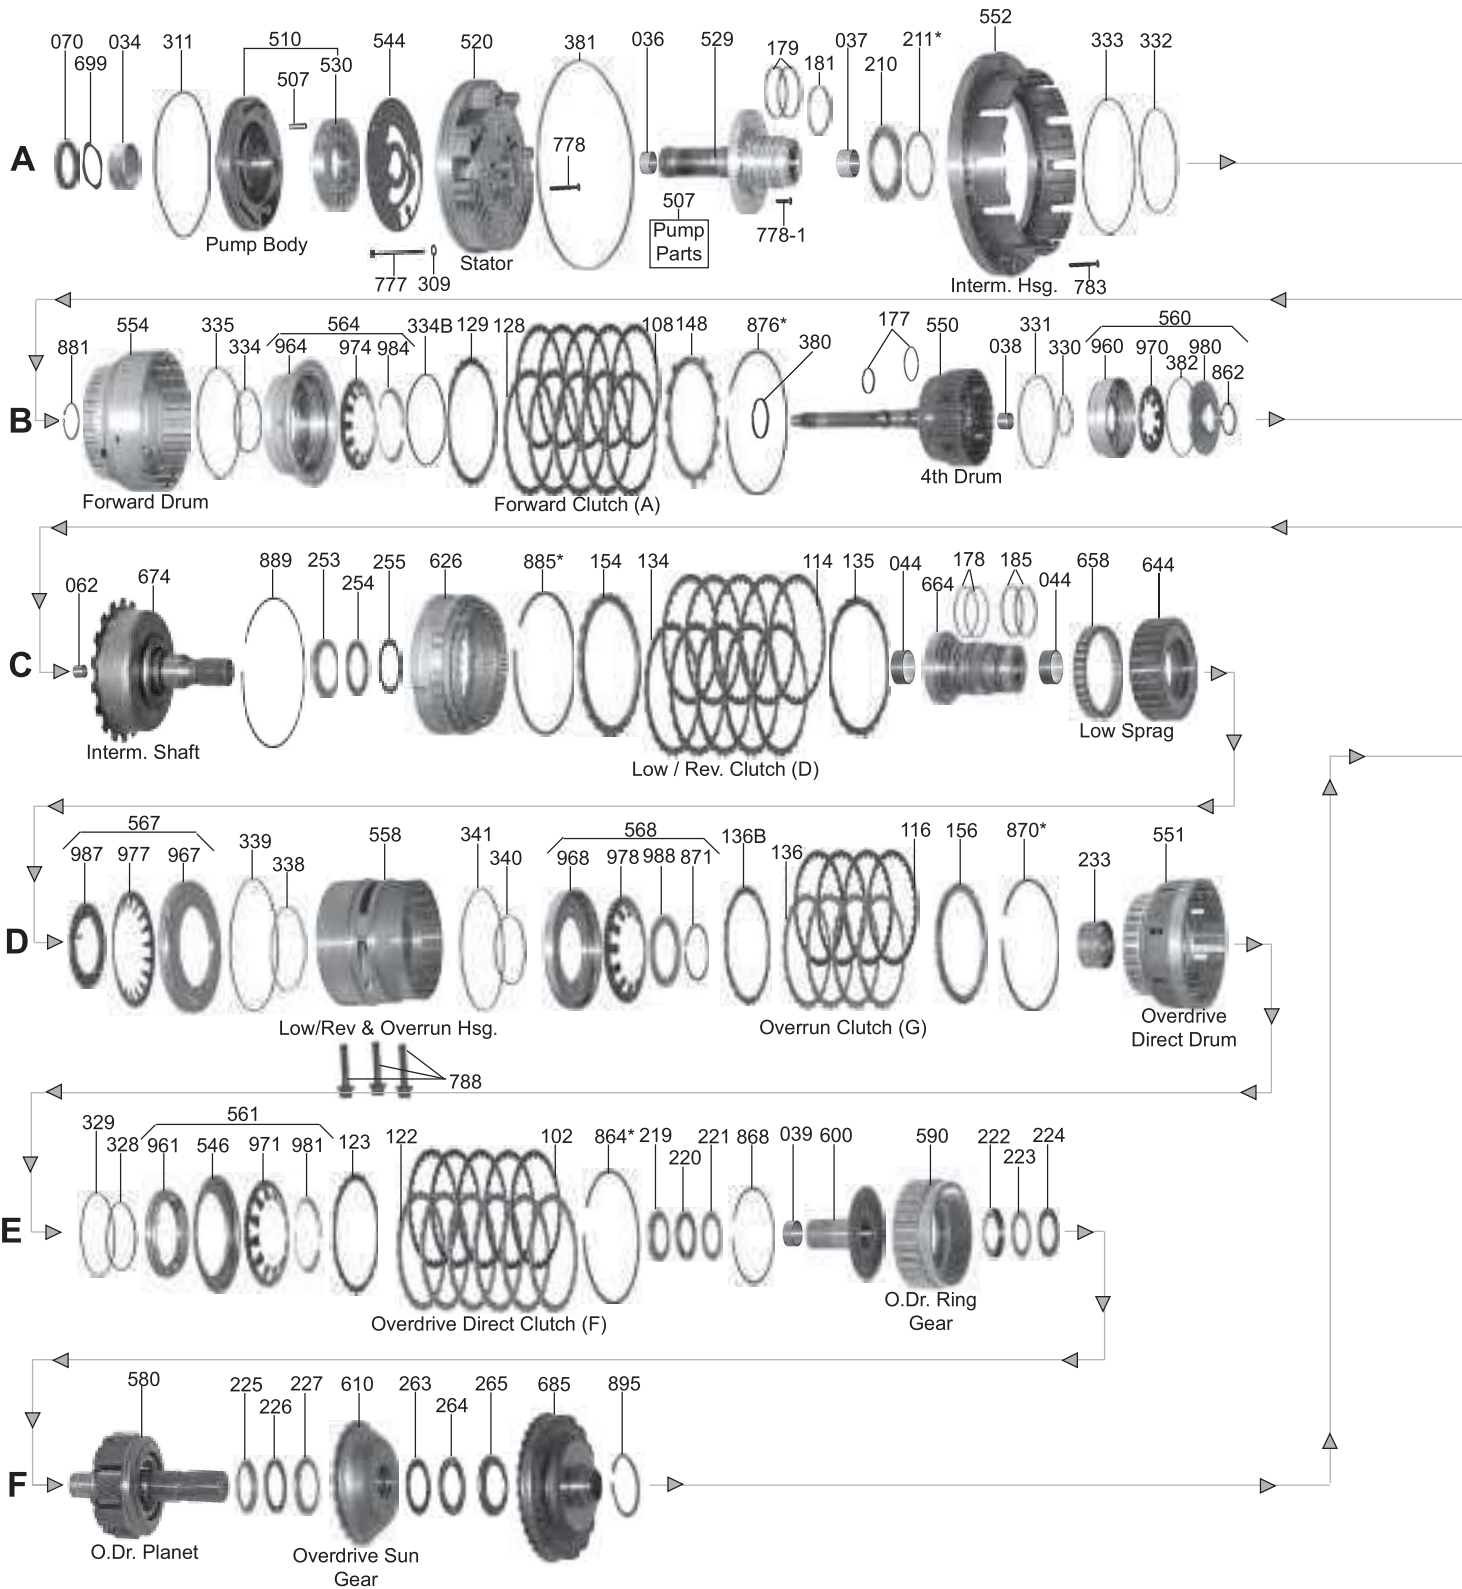 552
070 034 311 510 544 520 381 036 529 179 037 211* 333 332
699 507 530 181 210
A
778
507
Pump
Parts
778-1
Pump Body
777 309
Stator
Interm. Hsg.
783
554 335 564 334B 129 128 108 148 876* 177 550 331 560
881 334 964 974 984 380 038 330 960 970 382 980 862
B
Forward Drum
Forward Clutch (A)
4th Drum
062 674 889 253 254 255 626 885* 154 134 114 135 044 664 178 185 044 658 644
C
Interm. Shaft
Low / Rev. Clutch (D)
Low Sprag
567 339 558 341 568 136B 116 156 870* 551
987 977 967 338 340 968 978 988 871 136 233
D
Low/Rev & Overrun Hsg.
Overrun Clutch (G)
Overdrive
Direct Drum
788
329 561 123 122 102 864* 219 221 868 039 600 590 222 224
328 961 546 971 981 220 223
E
Overdrive Direct Clutch (F)
O.Dr. Ring
Gear
580 225 227 610 263 265 685 895
226 264
F
O.Dr. Planet
Overdrive Sun
Gear